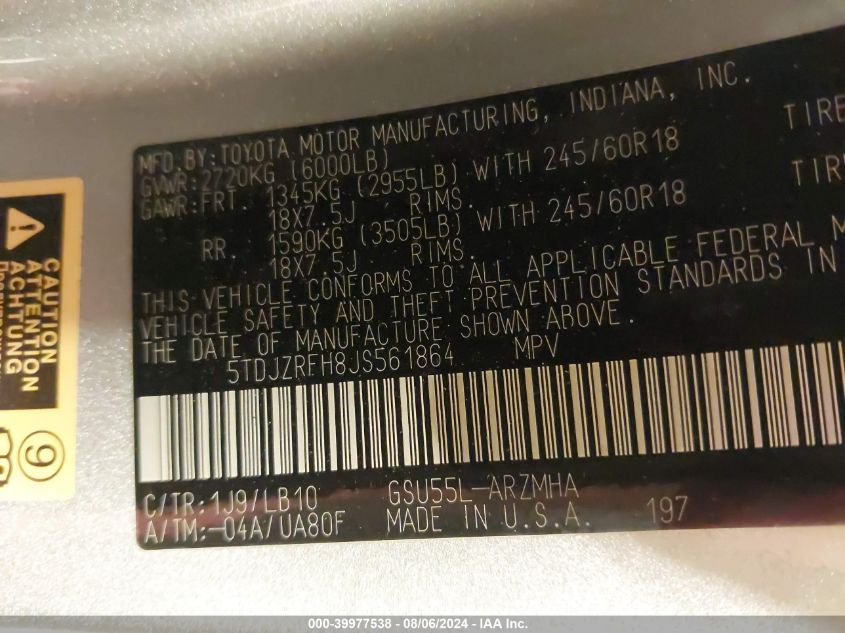 MFD.BY:TOYOTA MOTOR MANUFACTURING, INDIANA, INC.
GVWR:2720KG (6000LB)
GAWR:FRT. 1345KG (2955LB) WITH 245/60R18 TIRE
18X7.5J RIMS.
RR. 1590KG (3505LB) WITH 245/60R18 TIRE
18X7.5J RIMS.
THIS VEHICLE CONFORMS TO ALL APPLICABLE FEDERAL M
VEHICLE SAFETY AND THEFT PREVENTION STANDARDS IN
THE DATE OF MANUFACTURE SHOWN ABOVE.
5TDJZRFH8JS561864 MPV
C/TR:1J9/LB10 GSU55L-ARZMHA
A/TM:-04A/UA80F MADE IN U.S.A. 197
CAUTION
ATTENTION
ACHTUNG
9
000-39977538 - 08/06/2024 - IAA Inc.